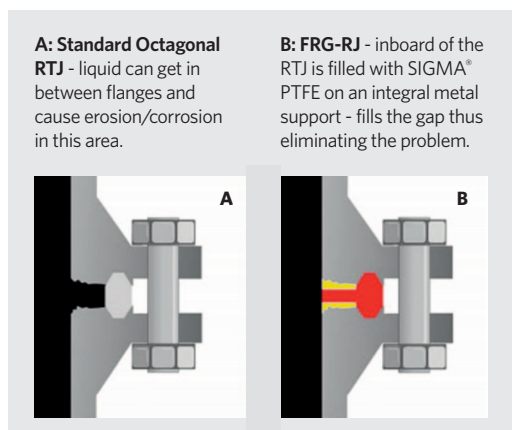 A: Standard Octagonal
RTJ - liquid can get in
between flanges and
cause erosion/corrosion
in this area.
B: FRG-RJ - inboard of the
RTJ is filled with SIGMA®
PTFE on an integral metal
support - fills the gap thus
eliminating the problem.
A
B